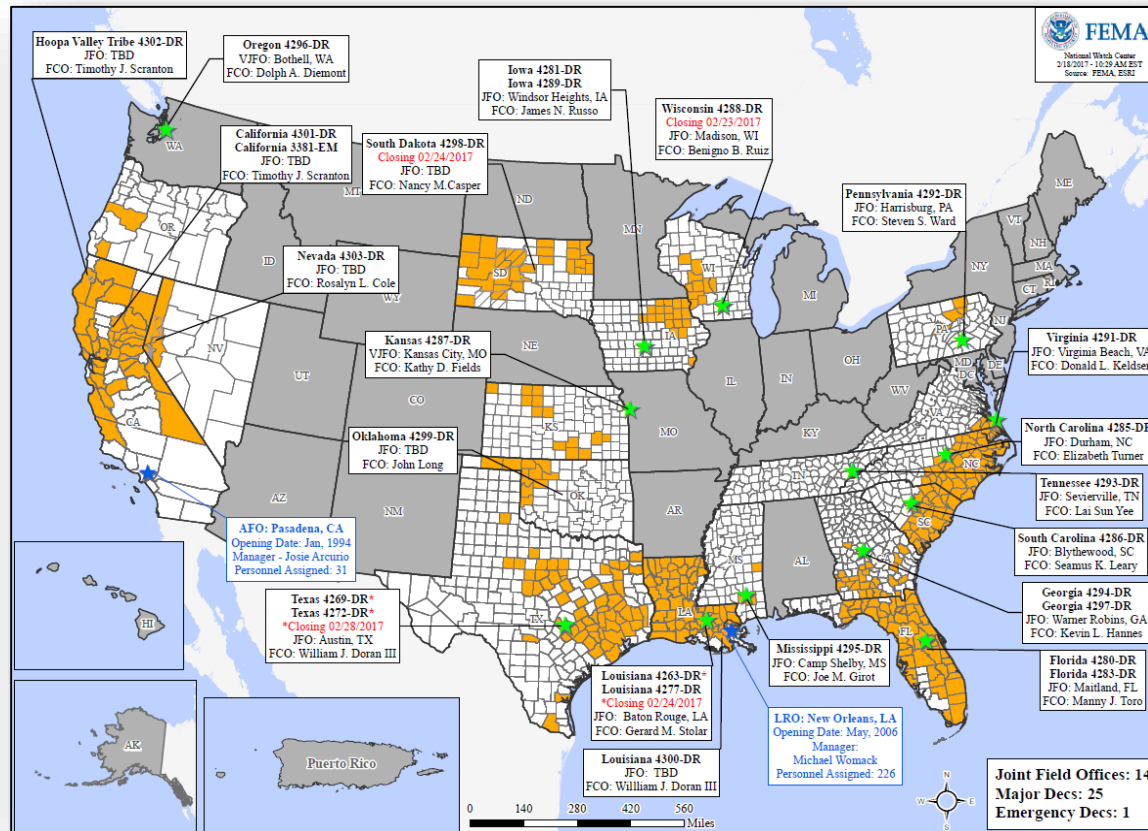 FEMA
National Watch Center
2/18/2017 - 10:29 AM EST
Source: FEMA, ESRI
Hoopa Valley Tribe 4302-DR
JFO: TBD
FCO: Timothy J. Scranton
Oregon 4296-DR
VJFO: Bothell, WA
FCO: Dolph A. Diemont
Iowa 4281-DR
Iowa 4289-DR
JFO: Windsor Heights, IA
FCO: James N. Russo
Wisconsin 4288-DR
Closing 02/23/2017
JFO: Madison, WI
FCO: Benigno B. Ruiz
California 4301-DR
California 3381-EM
JFO: TBD
FCO: Timothy J. Scranton
South Dakota 4298-DR
Closing 02/24/2017
JFO: TBD
FCO: Nancy M.Casper
Pennsylvania 4292-DR
JFO: Harrisburg, PA
FCO: Steven S. Ward
Nevada 4303-DR
JFO: TBD
FCO: Rosalyn L. Cole
Kansas 4287-DR
VJFO: Kansas City, MO
FCO: Kathy D. Fields
Virginia 4291-DR
JFO: Virginia Beach, VA
FCO: Donald L. Keldsen
Oklahoma 4299-DR
JFO: TBD
FCO: John Long
North Carolina 4285-DR
JFO: Durham, NC
FCO: Elizabeth Turner
Tennessee 4293-DR
JFO: Sevierville, TN
FCO: Lai Sun Yee
South Carolina 4286-DR
JFO: Blythewood, SC
FCO: Seamus K. Leary
AFO: Pasadena, CA
Opening Date: Jan, 1994
Manager - Josie Arcurio
Personnel Assigned: 31
Georgia 4294-DR
Georgia 4297-DR
JFO: Warner Robins, GA
FCO: Kevin L. Hannes
Texas 4269-DR*
Texas 4272-DR*
*Closing 02/28/2017
JFO: Austin, TX
FCO: William J. Doran III
Mississippi 4295-DR
JFO: Camp Shelby, MS
FCO: Joe M. Girot
Florida 4280-DR
Florida 4283-DR
JFO: Maitland, FL
FCO: Manny J. Toro
Louisiana 4263-DR*
Louisiana 4277-DR
*Closing 02/24/2017
JFO: Baton Rouge, LA
FCO: Gerard M. Stolar
LRO: New Orleans, LA
Opening Date: May, 2006
Manager:
Michael Womack
Personnel Assigned: 226
Louisiana 4300-DR
JFO: TBD
FCO: Willliam J. Doran III
WA
MT
ND
MN
ME
VT
NH
OR
ID
SD
WI
NY
MA
RI
CT
MI
WY
IA
PA
NJ
NV
NE
OH
MD
DE
DC
UT
IL
IN
WV
VA
CO
CA
KS
MO
KY
NC
TN
AZ
NM
OK
AR
SC
MS
AL
TX
LA
FL
HI
AK
Puerto Rico
0 140 280 420 560
Miles
N
W E
S
Joint Field Offices: 14
Major Decs: 25
Emergency Decs: 1